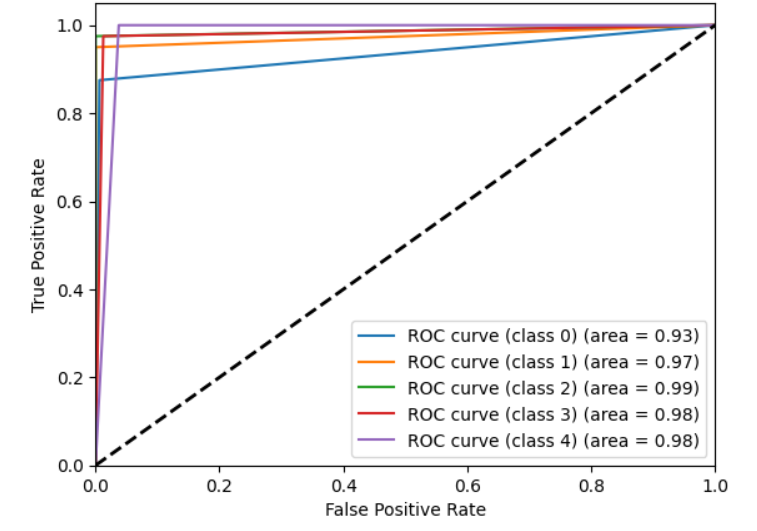 1.0
0.8
0.6
0.4
0.2
0.0
True Positive Rate
ROC curve (class 0) (area = 0.93)
ROC curve (class 1) (area = 0.97)
ROC curve (class 2) (area = 0.99)
ROC curve (class 3) (area = 0.98)
ROC curve (class 4) (area = 0.98)
0.0 0.2 0.4 0.6 0.8 1.0
False Positive Rate